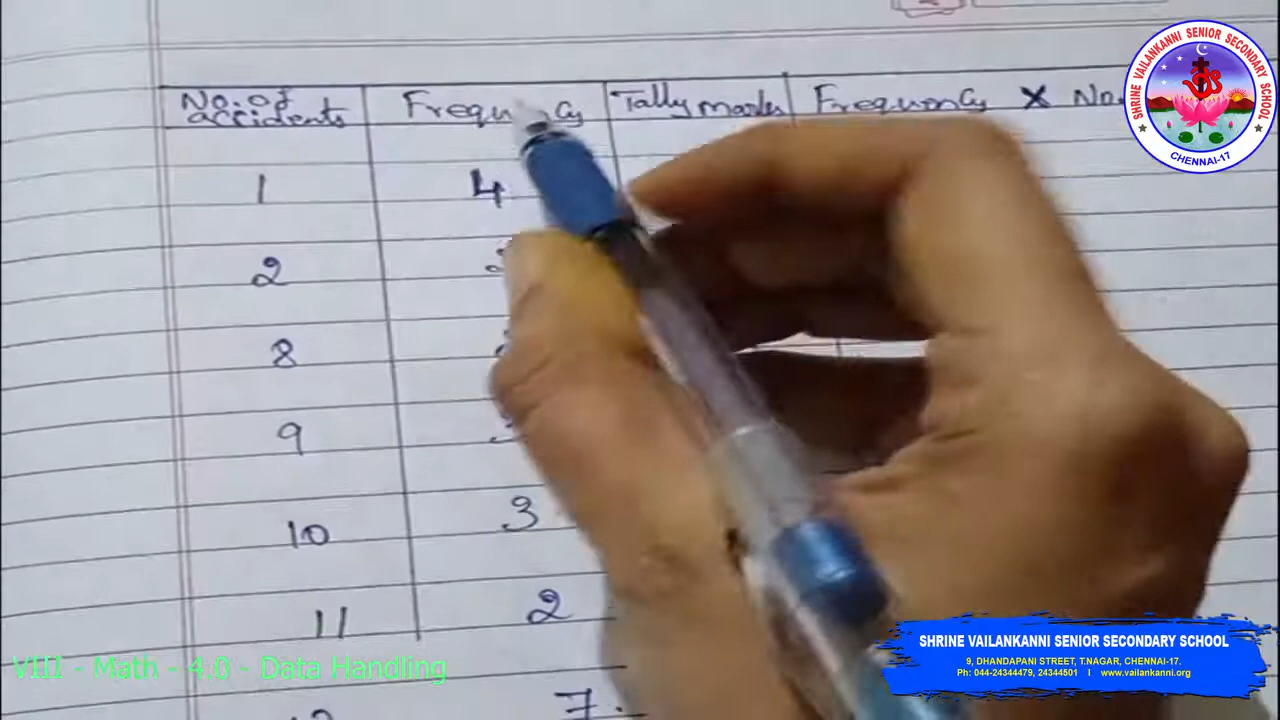 No. of accidents Frequency Tally marks Frequency × No.
1 4
2
8
9
10 3
11 2
7.
SHRINE VAILANKANNI SENIOR SECONDARY SCHOOL
CHENNAI-17
VIII - Math - 4.0 - Data Handling
SHRINE VAILANKANNI SENIOR SECONDARY SCHOOL
9, DHANDAPANI STREET, T.NAGAR, CHENNAI-17.
Ph: 044-24344479, 24344501 I www.vailankanni.org